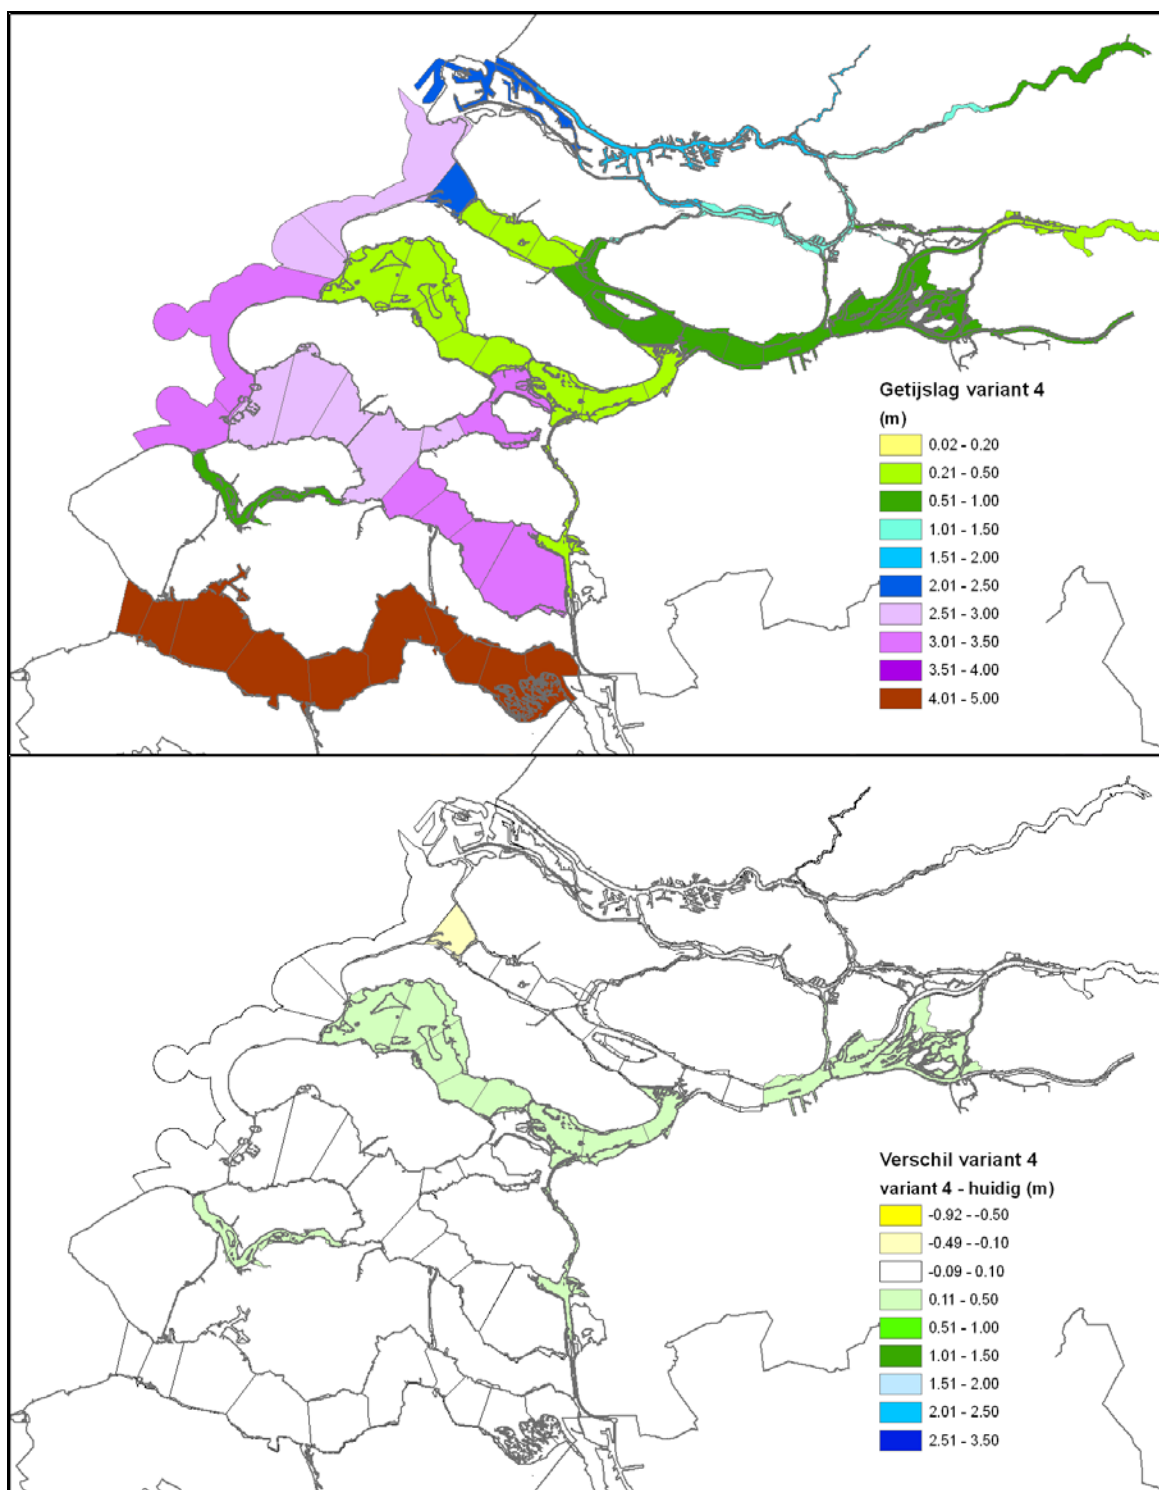 Getijslag variant 4
(m)
0.02 - 0.20
0.21 - 0.50
0.51 - 1.00
1.01 - 1.50
1.51 - 2.00
2.01 - 2.50
2.51 - 3.00
3.01 - 3.50
3.51 - 4.00
4.01 - 5.00
Verschil variant 4
variant 4 - huidig (m)
-0.92 - -0.50
-0.49 - -0.10
-0.09 - 0.10
0.11 - 0.50
0.51 - 1.00
1.01 - 1.50
1.51 - 2.00
2.01 - 2.50
2.51 - 3.50